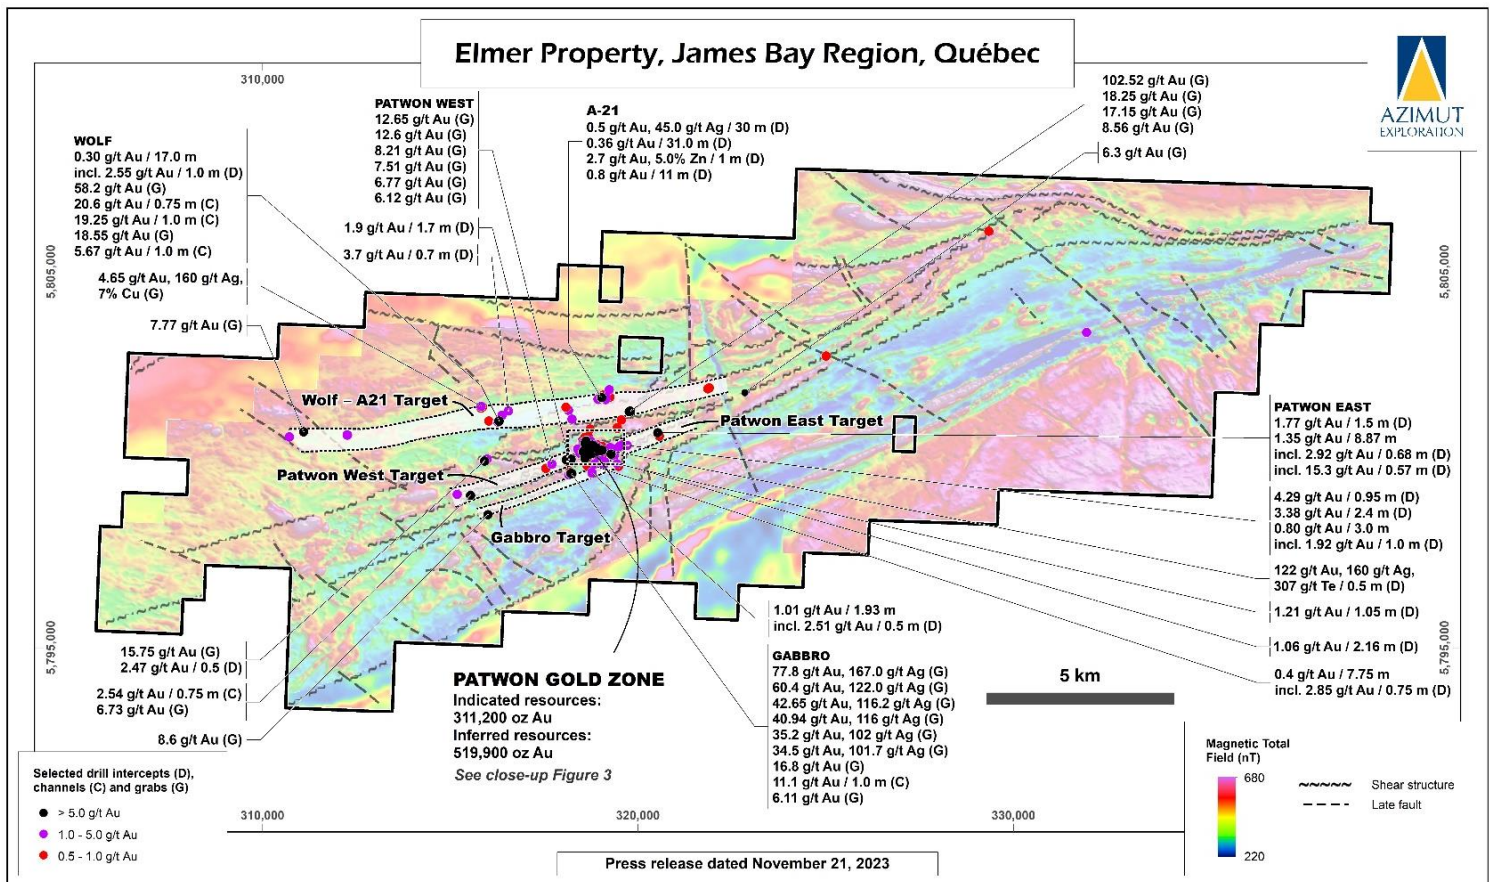 Elmer Property, James Bay Region, Québec
AZIMUT
EXPLORATION
310,000
5,805,000
5,805,000
WOLF
0.30 g/t Au / 17.0 m
incl. 2.55 g/t Au / 1.0 m (D)
58.2 g/t Au (G)
20.6 g/t Au / 0.75 m (C)
19.25 g/t Au / 1.0 m (C)
18.55 g/t Au (G)
5.67 g/t Au / 1.0 m (C)
4.65 g/t Au, 160 g/t Ag,
7% Cu (G)
7.77 g/t Au (G)
PATWON WEST
12.65 g/t Au (G)
12.6 g/t Au (G)
8.21 g/t Au (G)
7.51 g/t Au (G)
6.77 g/t Au (G)
6.12 g/t Au (G)
1.9 g/t Au / 1.7 m (D)
3.7 g/t Au / 0.7 m (D)
A-21
0.5 g/t Au, 45.0 g/t Ag / 30 m (D)
0.36 g/t Au / 31.0 m (D)
2.7 g/t Au, 5.0% Zn / 1 m (D)
0.8 g/t Au / 11 m (D)
102.52 g/t Au (G)
18.25 g/t Au (G)
17.15 g/t Au (G)
8.56 g/t Au (G)
6.3 g/t Au (G)
Wolf – A21 Target
Patwon East Target
Patwon West Target
Gabbro Target
PATWON EAST
1.77 g/t Au / 1.5 m (D)
1.35 g/t Au / 8.87 m
incl. 2.92 g/t Au / 0.68 m (D)
incl. 15.3 g/t Au / 0.57 m (D)
4.29 g/t Au / 0.95 m (D)
3.38 g/t Au / 2.4 m (D)
0.80 g/t Au / 3.0 m
incl. 1.92 g/t Au / 1.0 m (D)
122 g/t Au, 160 g/t Ag,
307 g/t Te / 0.5 m (D)
1.21 g/t Au / 1.05 m (D)
1.06 g/t Au / 2.16 m (D)
0.4 g/t Au / 7.75 m
incl. 2.85 g/t Au / 0.75 m (D)
5,795,000
5,795,000
15.75 g/t Au (G)
2.47 g/t Au / 0.5 (D)
2.54 g/t Au / 0.75 m (C)
6.73 g/t Au (G)
8.6 g/t Au (G)
PATWON GOLD ZONE
Indicated resources:
311,200 oz Au
Inferred resources:
519,900 oz Au
See close-up Figure 3
1.01 g/t Au / 1.93 m
incl. 2.51 g/t Au / 0.5 m (D)
GABBRO
77.8 g/t Au, 167.0 g/t Ag (G)
60.4 g/t Au, 122.0 g/t Ag (G)
42.65 g/t Au, 116.2 g/t Ag (G)
40.94 g/t Au, 116 g/t Ag (G)
35.2 g/t Au, 102 g/t Ag (G)
34.5 g/t Au, 101.7 g/t Ag (G)
16.8 g/t Au (G)
11.1 g/t Au / 1.0 m (C)
6.11 g/t Au (G)
5 km
Selected drill intercepts (D),
channels (C) and grabs (G)
> 5.0 g/t Au
1.0 - 5.0 g/t Au
0.5 - 1.0 g/t Au
Magnetic Total
Field (nT)
680
220
Shear structure
Late fault
310,000
320,000
330,000
Press release dated November 21, 2023